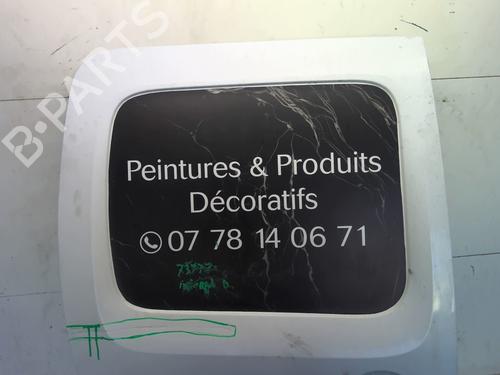 B-PARTS
Peintures & Produits
Décoratifs
07 78 14 06 71